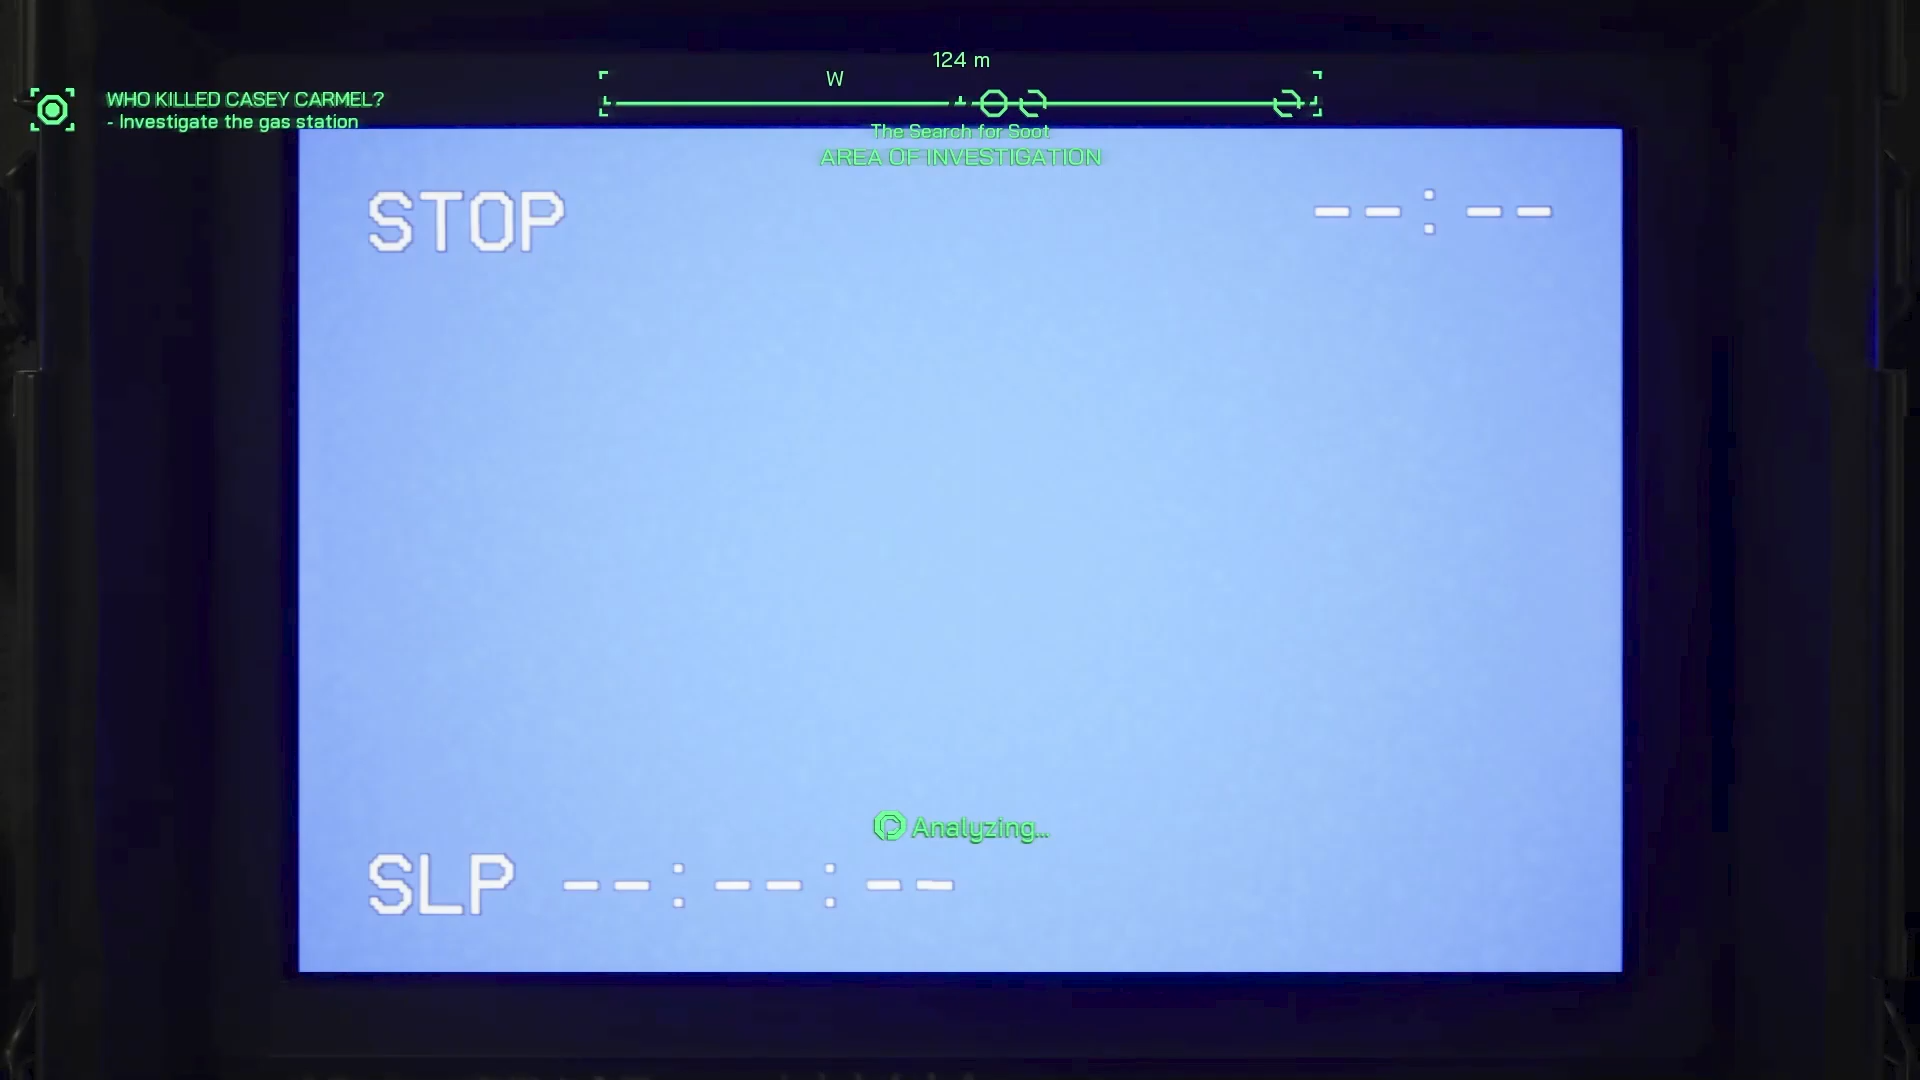 124 m
W
WHO KILLED CASEY CARMEL?
- Investigate the gas station
The Search for Soot
AREA OF INVESTIGATION
STOP
--:--
Analyzing...
SLP --:--:--